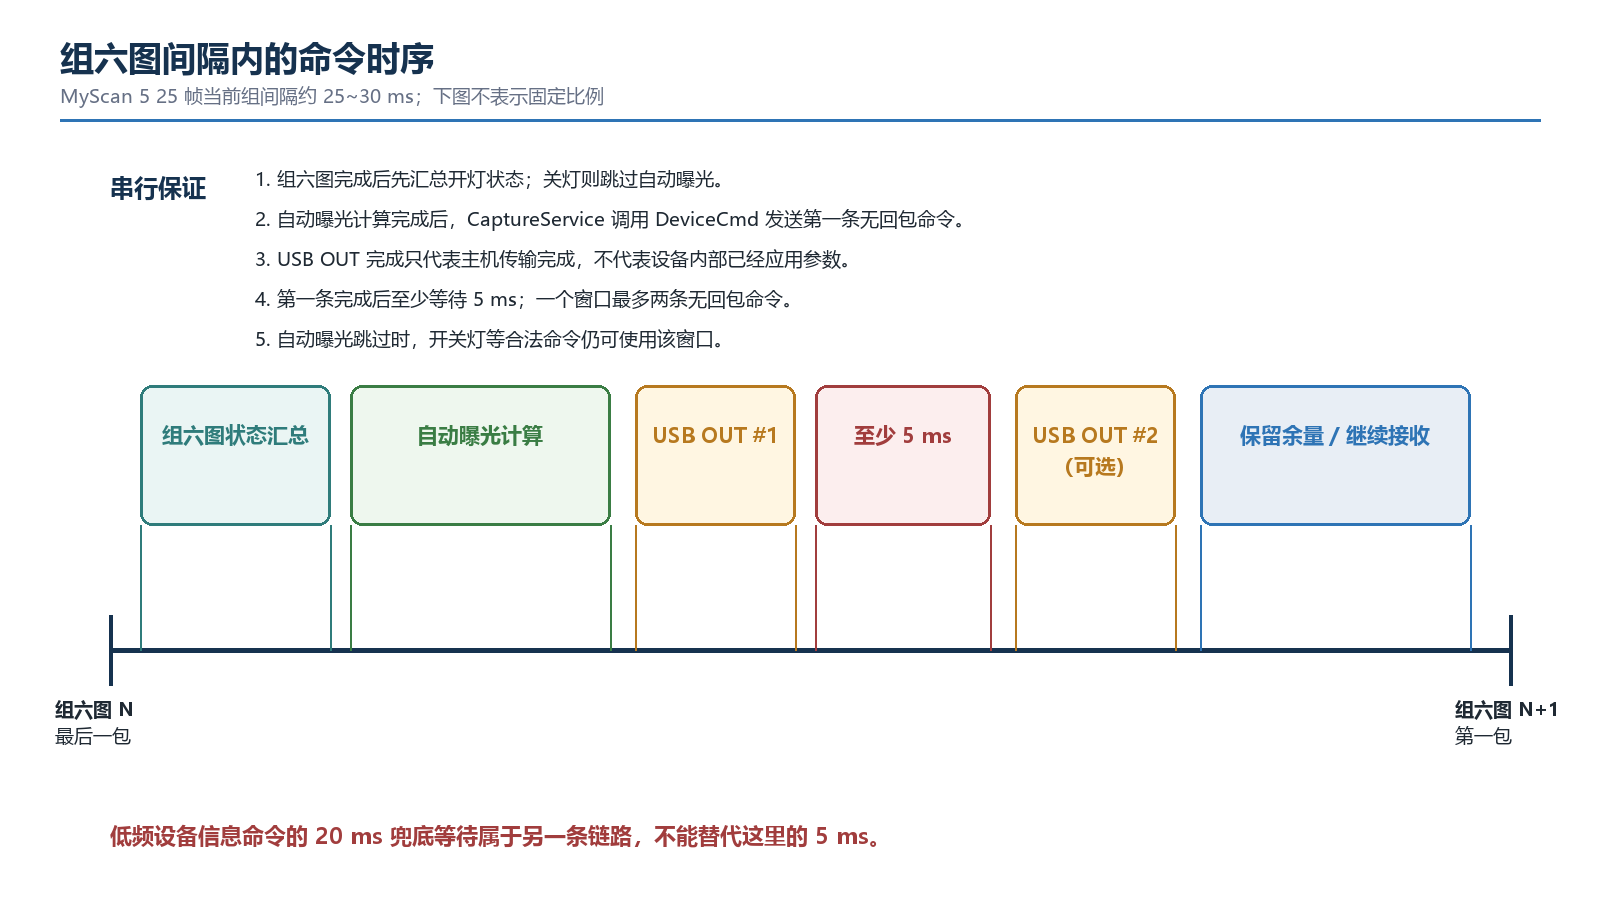 组六图间隔内的命令时序
MyScan 5 25 帧当前组间隔约 25~30 ms；下图不表示固定比例
串行保证
1. 组六图完成后先汇总开灯状态；关灯则跳过自动曝光。
2. 自动曝光计算完成后，CaptureService 调用 DeviceCmd 发送第一条无回包命令。
3. USB OUT 完成只代表主机传输完成，不代表设备内部已经应用参数。
4. 第一条完成后至少等待 5 ms；一个窗口最多两条无回包命令。
5. 自动曝光跳过时，开关灯等合法命令仍可使用该窗口。
组六图状态汇总
自动曝光计算
USB OUT #1
至少 5 ms
USB OUT #2
(可选)
保留余量 / 继续接收
组六图 N
最后一包
组六图 N+1
第一包
低频设备信息命令的 20 ms 兜底等待属于另一条链路，不能替代这里的 5 ms。